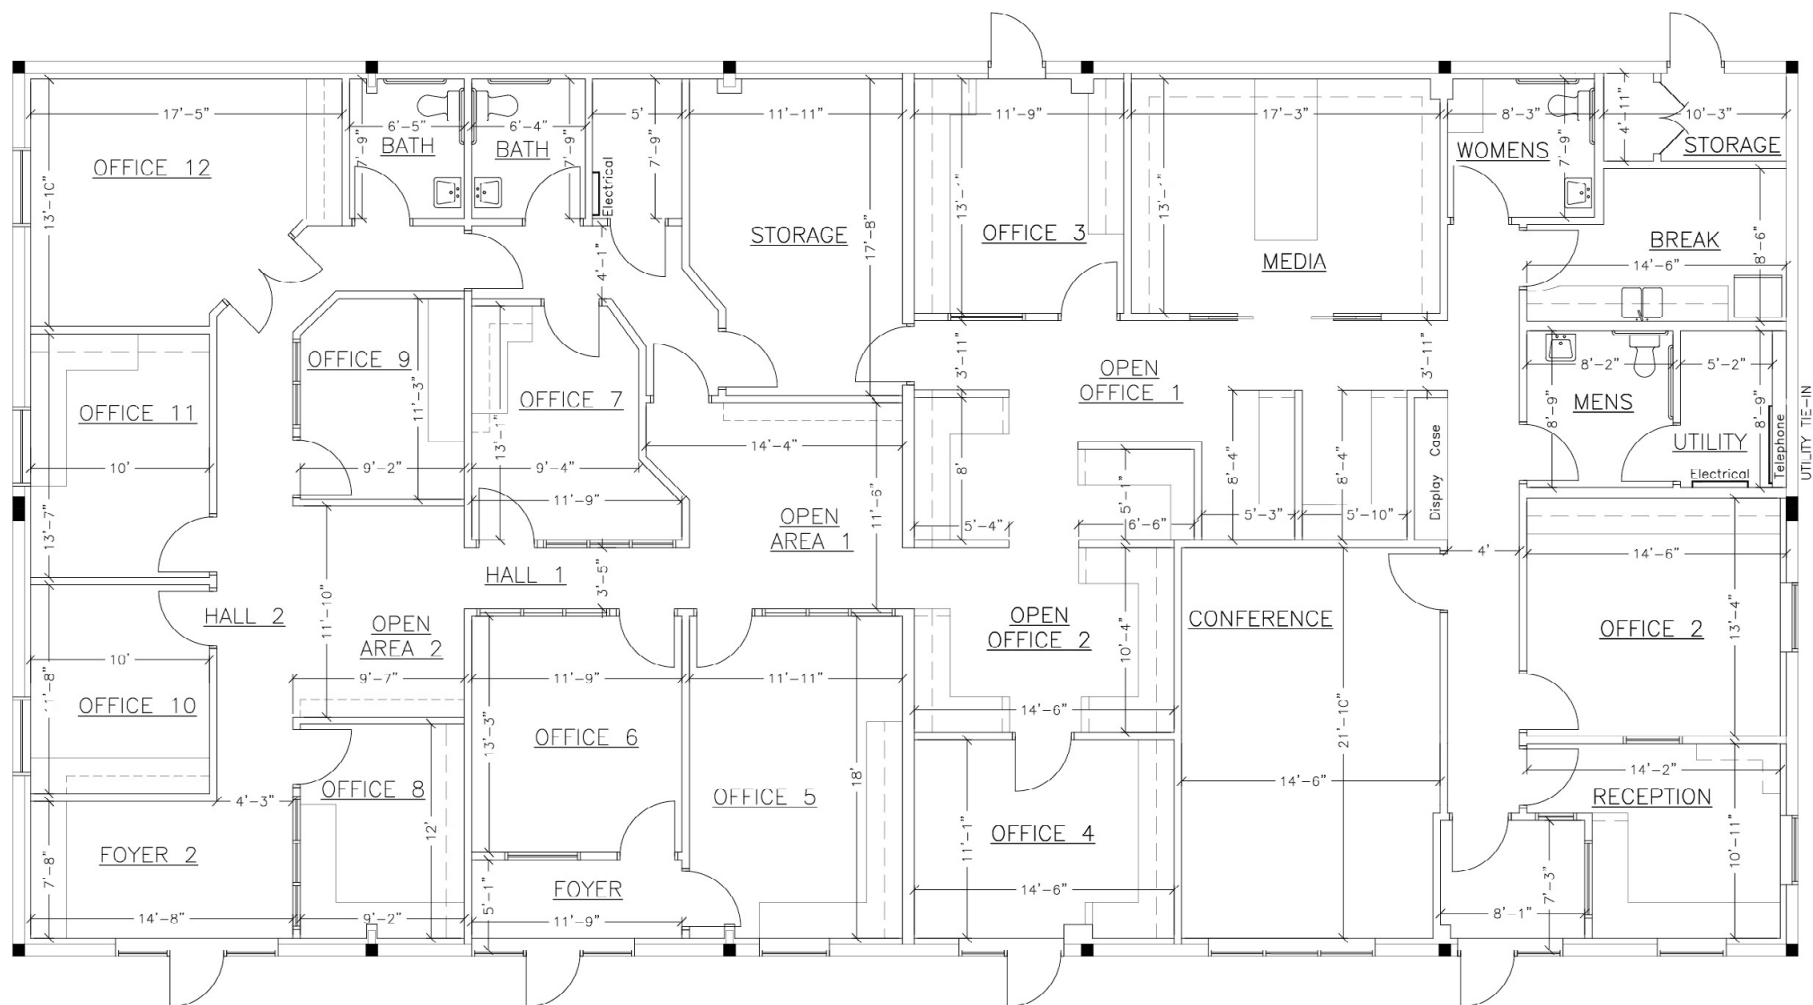 17'-5"
6'-5"
6'-4"
5'
11'-11"
11'-9"
17'-3"
8'-3"
10'-3"
4'-11"
BATH
BATH
7'-9"
7'-9"
7'-9"
7'-9"
WOMENS
STORAGE
OFFICE 12
13'-10"
Electrical
STORAGE
17'-8"
OFFICE 3
13'-1"
13'-1"
MEDIA
BREAK
8'-6"
14'-6"
4'-1"
OFFICE 9
11'-3"
OFFICE 7
13'-1"
3'-11"
OPEN
OFFICE 1
3'-11"
8'-2"
5'-2"
OFFICE 11
MENS
8'-9"
8'-9"
UTILITY
Electrical
Telephone
UTILITY TIE-IN
10'
9'-2"
9'-4"
14'-4"
8'
8'-4"
8'-4"
Display Case
13'-7"
11'-9"
OPEN
AREA 1
11'-6"
5'-4"
5'-1"
6'-6"
5'-3"
5'-10"
4'
14'-6"
HALL 1
3'-5"
HALL 2
11'-10"
OPEN
AREA 2
OPEN
OFFICE 2
10'-4"
CONFERENCE
OFFICE 2
13'-4"
10'
11'-8"
9'-7"
11'-9"
11'-11"
OFFICE 10
OFFICE 6
13'-3"
14'-6"
21'-10"
14'-6"
14'-2"
4'-3"
OFFICE 8
12'
OFFICE 5
18'
RECEPTION
10'-11"
OFFICE 4
11'-1"
FOYER 2
7'-8"
FOYER
5'-1"
14'-8"
9'-2"
11'-9"
14'-6"
8'-1"
7'-3"